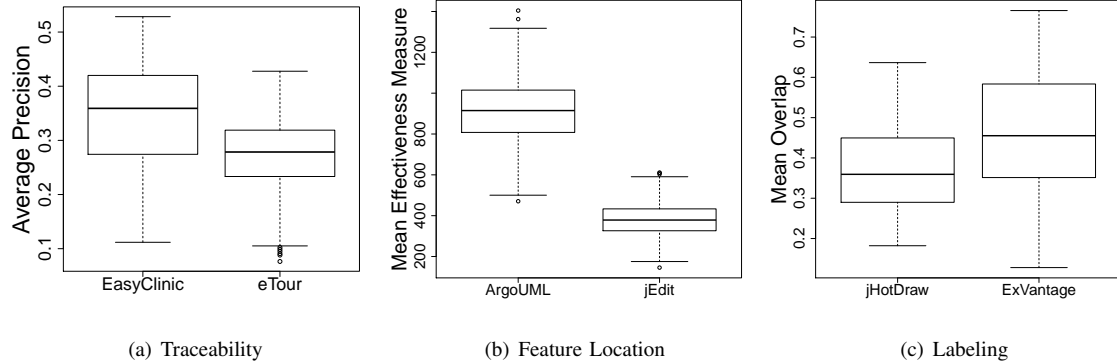 Average Precision
0.5
0.4
0.3
0.2
0.1
EasyClinic eTour
(a) Traceability
Mean Effectiveness Measure
1400
1200
1000
800
600
400
200
ArgoUML jEdit
(b) Feature Location
Mean Overlap
0.7
0.6
0.5
0.4
0.3
0.2
jHotDraw ExVantage
(c) Labeling